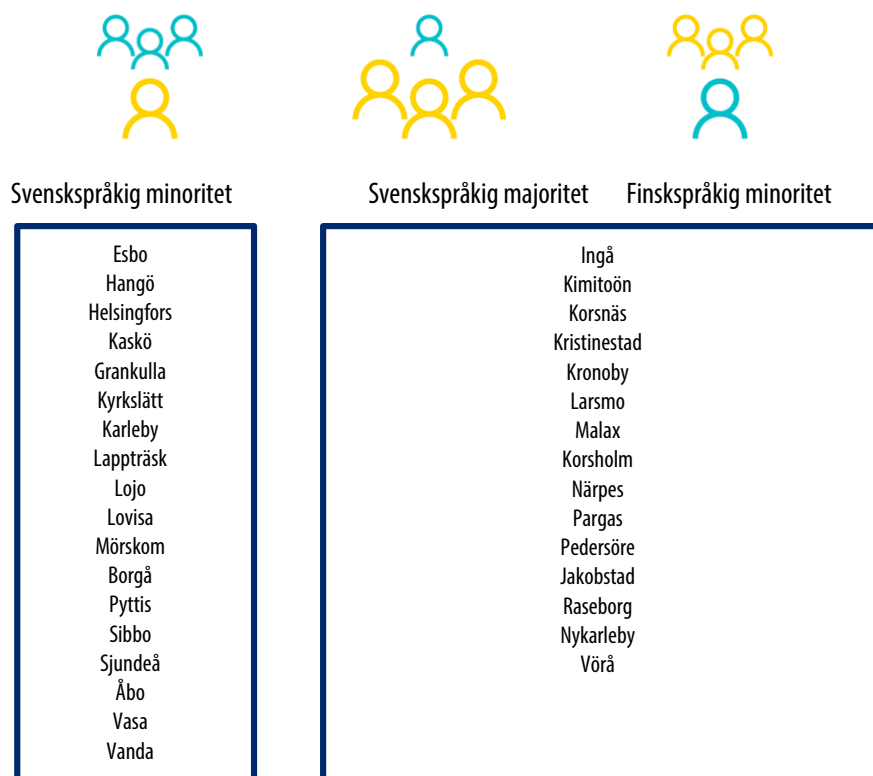 Svenskspråkig minoritet
Svenskspråkig majoritet
Finskspråkig minoritet
Esbo
Hangö
Helsingfors
Kaskö
Grankulla
Kyrkslätt
Karleby
Lappträsk
Lojo
Lovisa
Mörskom
Borgå
Pyttis
Sibbo
Sjundeå
Åbo
Vasa
Vanda
Ingå
Kimitoön
Korsnäs
Kristinestad
Kronoby
Larsmo
Malax
Korsholm
Närpes
Pargas
Pedersöre
Jakobstad
Raseborg
Nykarleby
Vörå